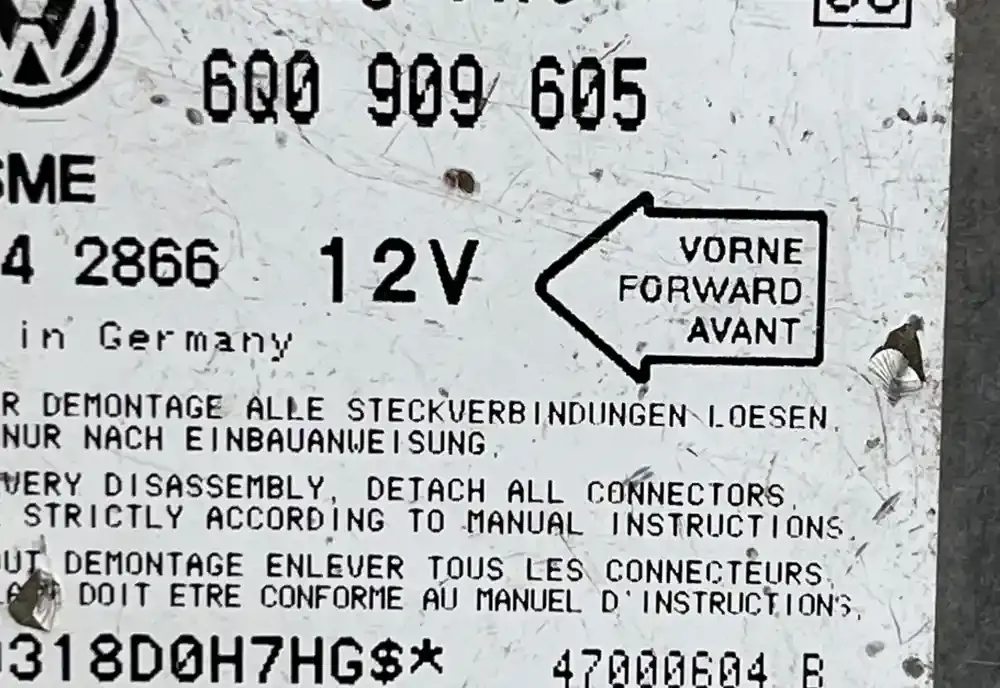 6Q0 909 605
SME
4 2866 12V
VORNE
FORWARD
AVANT
in Germany
R DEMONTAGE ALLE STECKVERBINDUNGEN LOESEN.
NUR NACH EINBAUANWEISUNG.
VERY DISASSEMBLY, DETACH ALL CONNECTORS.
STRICTLY ACCORDING TO MANUAL INSTRUCTIONS.
OUT DEMONTAGE ENLEVER TOUS LES CONNECTEURS.
DOIT ETRE CONFORME AU MANUEL D'INSTRUCTIONS.
318D0H7HG$* 47000604 B